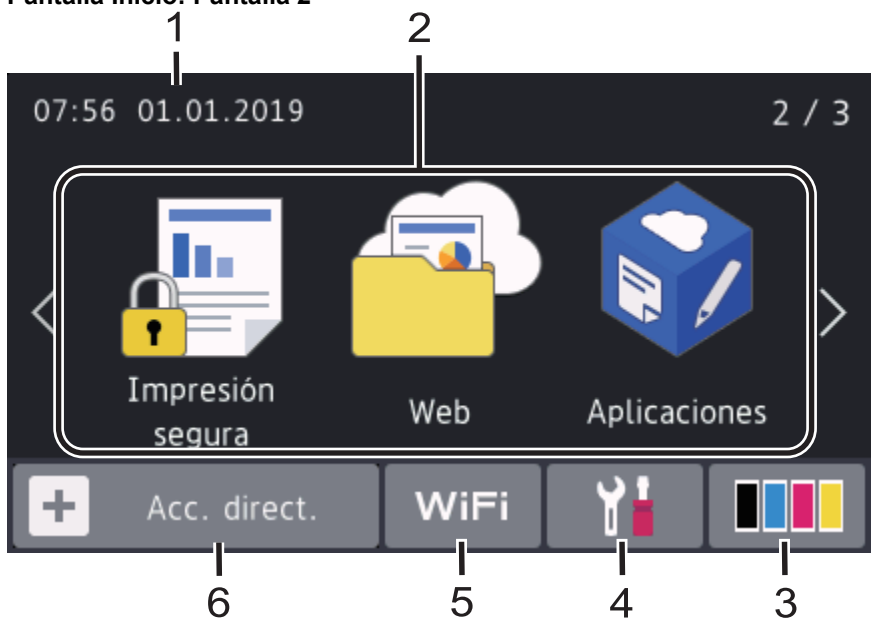 Pantalla Inicio: Pantalla 2
1
2
07:56 01.01.2019
2 / 3
Impresión
segura
Web
Aplicaciones
Acc. direct.
WiFi
6
5
4
3